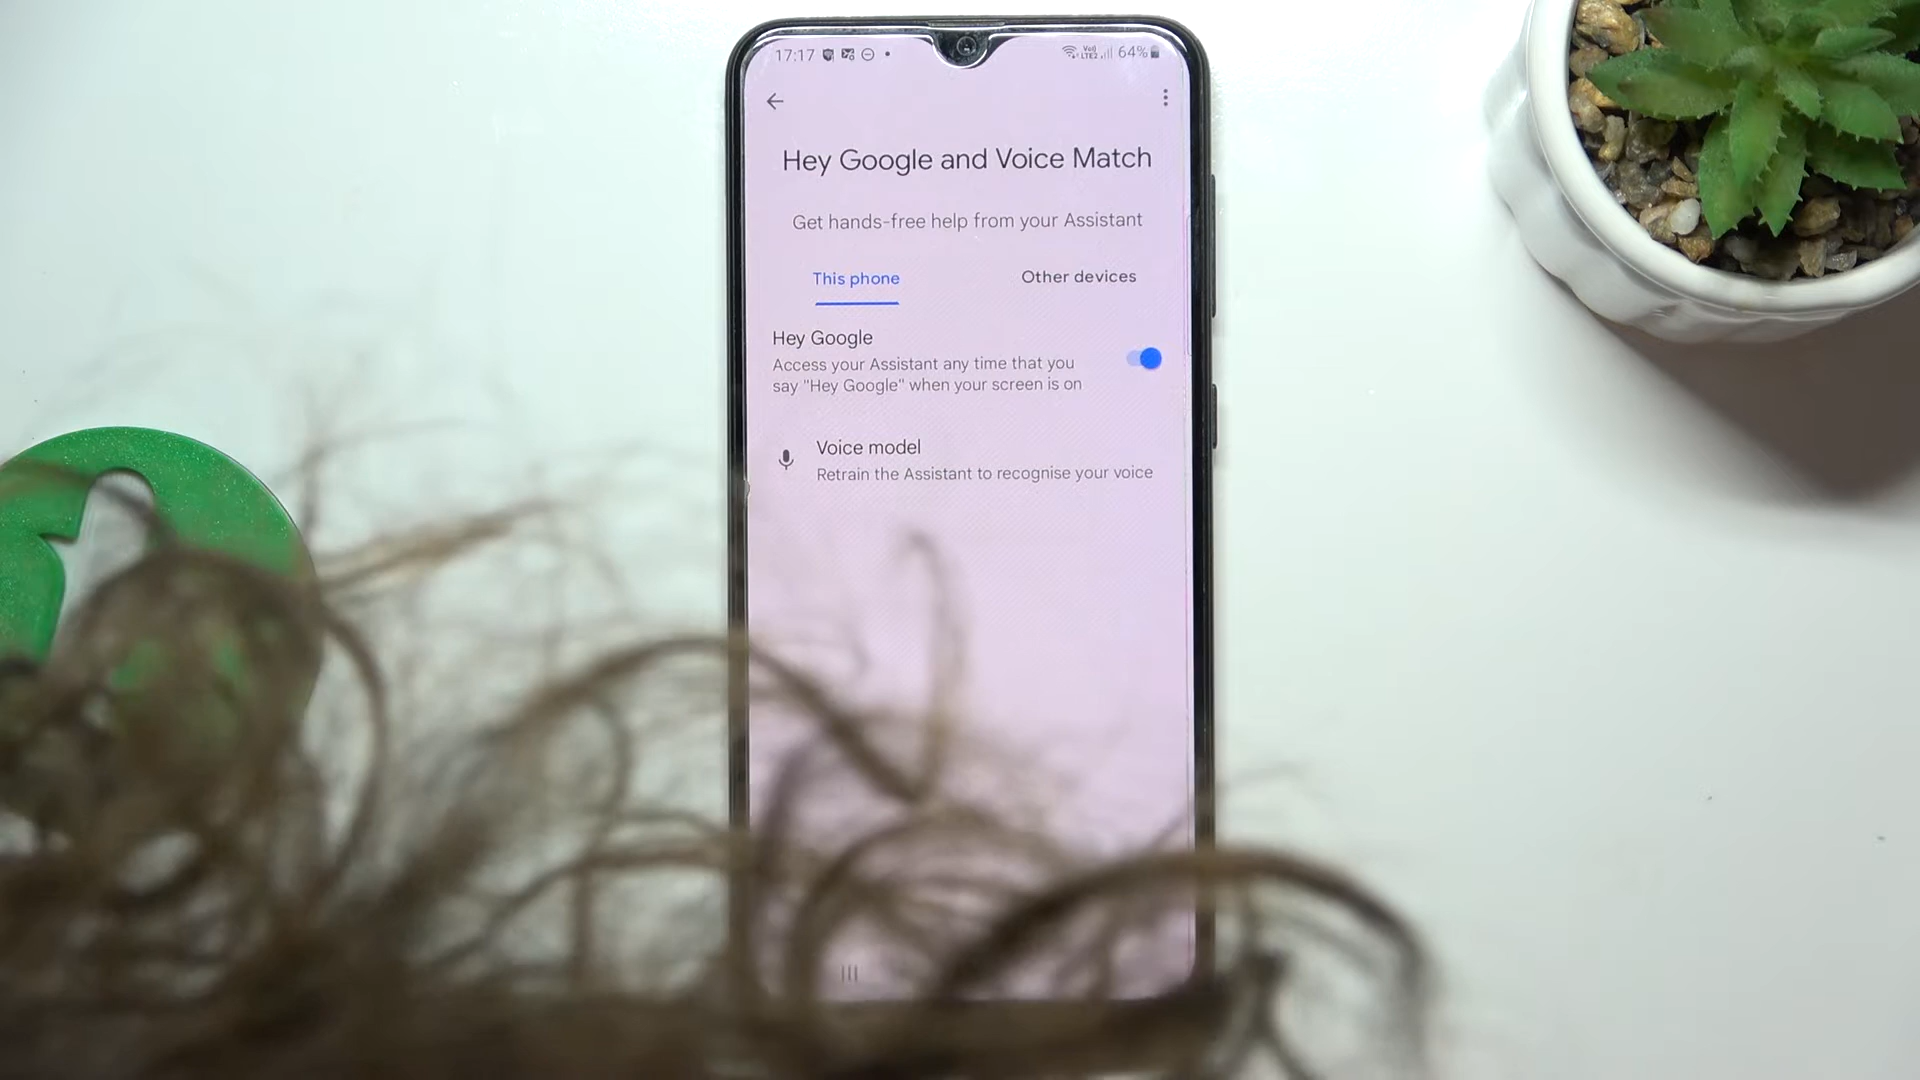 17:17 64%
Hey Google and Voice Match
Get hands-free help from your Assistant
This phone Other devices
Hey Google
Access your Assistant any time that you
say "Hey Google" when your screen is on
Voice model
Retrain the Assistant to recognise your voice